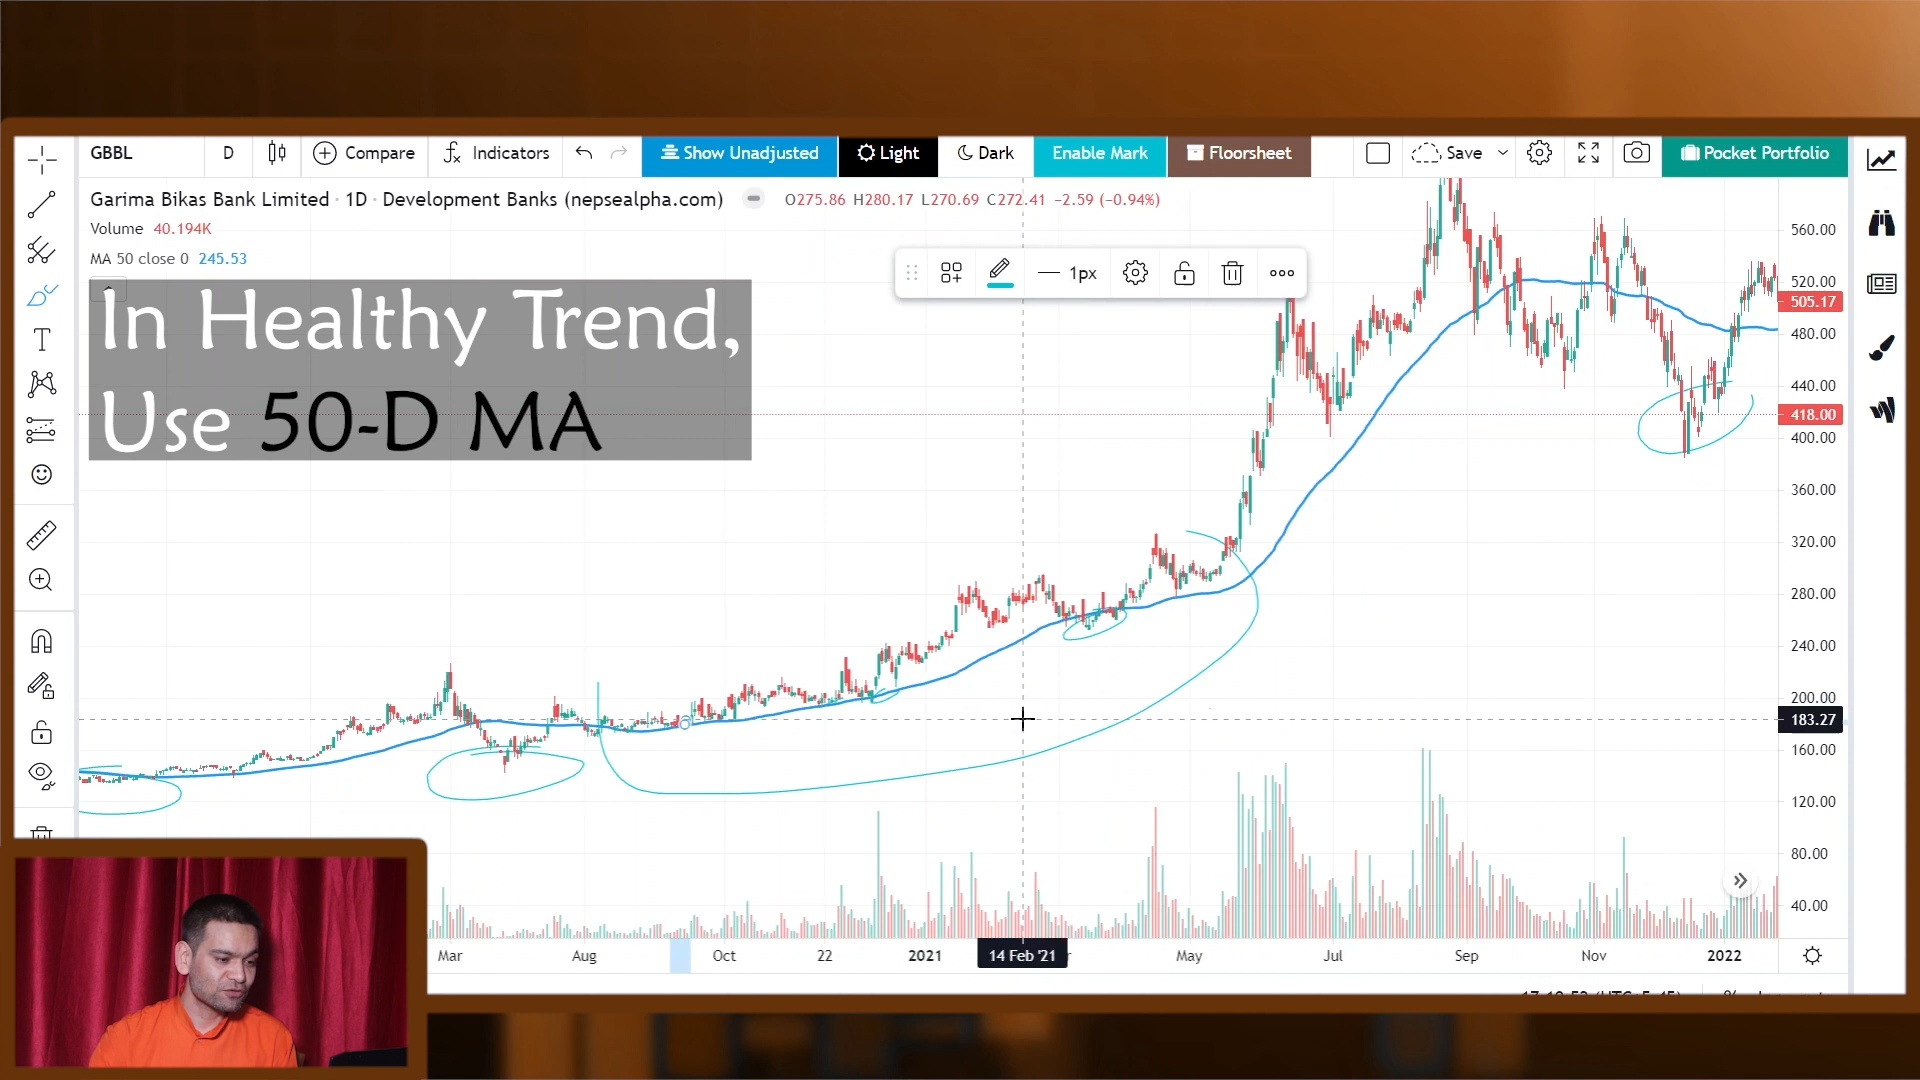 GBBL D Compare Indicators Show Unadjusted Light Dark Enable Mark Floorsheet Save Pocket Portfolio
Garima Bikas Bank Limited · 1D · Development Banks (nepsealpha.com) O275.86 H280.17 L270.69 C272.41 −2.59 (−0.94%)
Volume 40.194K
MA 50 close 0 245.53
1px
In Healthy Trend,
Use 50-D MA
560.00
520.00
505.17
480.00
440.00
418.00
400.00
360.00
320.00
280.00
240.00
200.00
183.27
160.00
120.00
80.00
40.00
Mar Aug Oct 22 2021 14 Feb '21 May Jul Sep Nov 2022